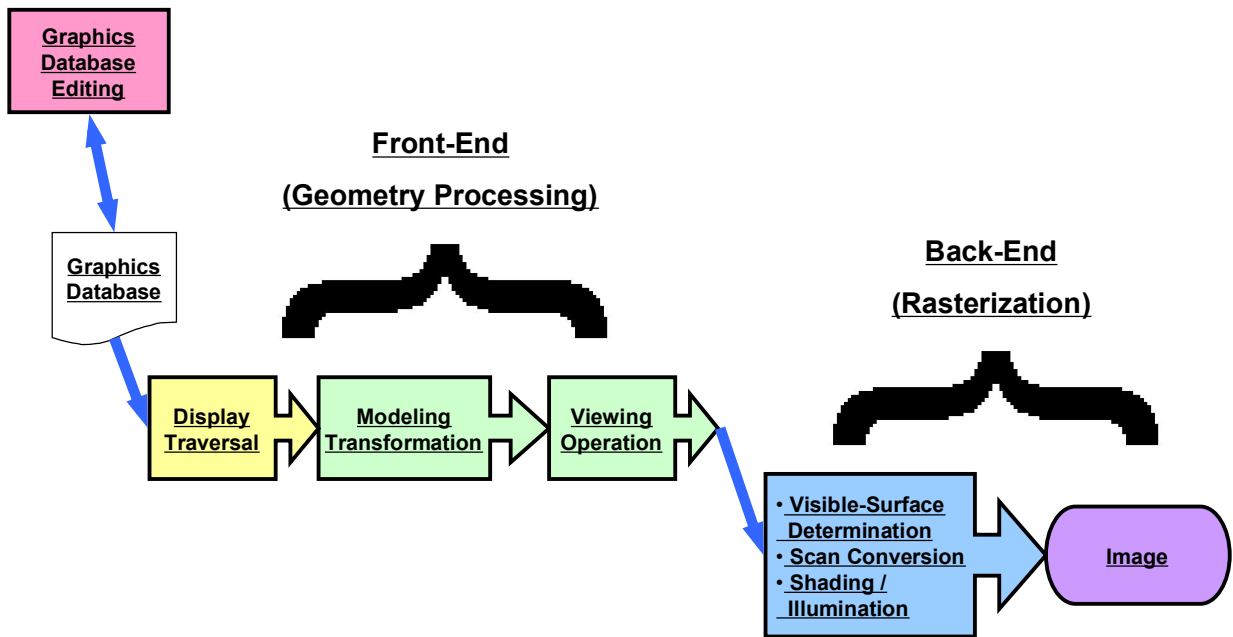 Graphics
Database
Editing
Front-End
(Geometry Processing)
Graphics
Database
Back-End
(Rasterization)
Display
Traversal
Modeling
Transformation
Viewing
Operation
• Visible-Surface
Determination
• Scan Conversion
• Shading /
Illumination
Image